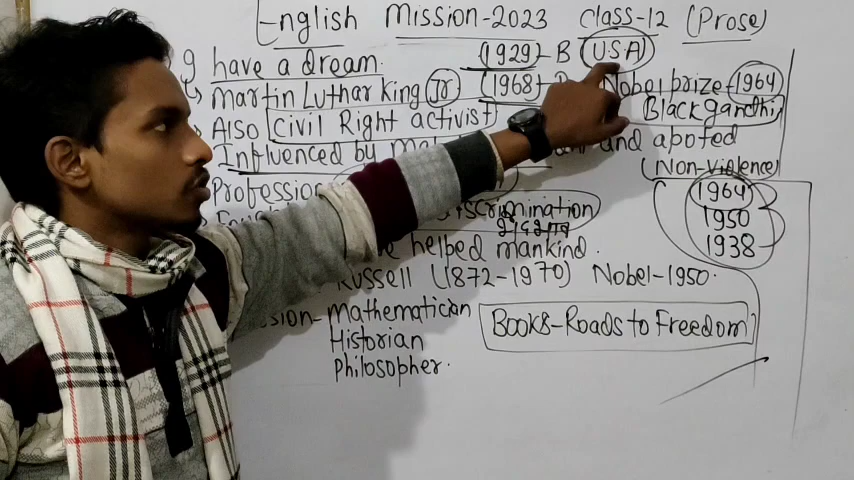 English Mission-2023 Class-12 (Prose)
g have a dream. (1929)-B (U.S.A)
Martin Luthar king (Jr) (1968) Nobel prize-1964
Also Civil Right activist Black gandhi
Influenced by and apoted
(Non-Violence)
Profession
1964
1950
1938
Discrimination
भेदभाव
helped mankind.
Russell (1872-1970) Nobel-1950.
Mathematician
Historian
Philosopher.
Books-Roads to Freedom